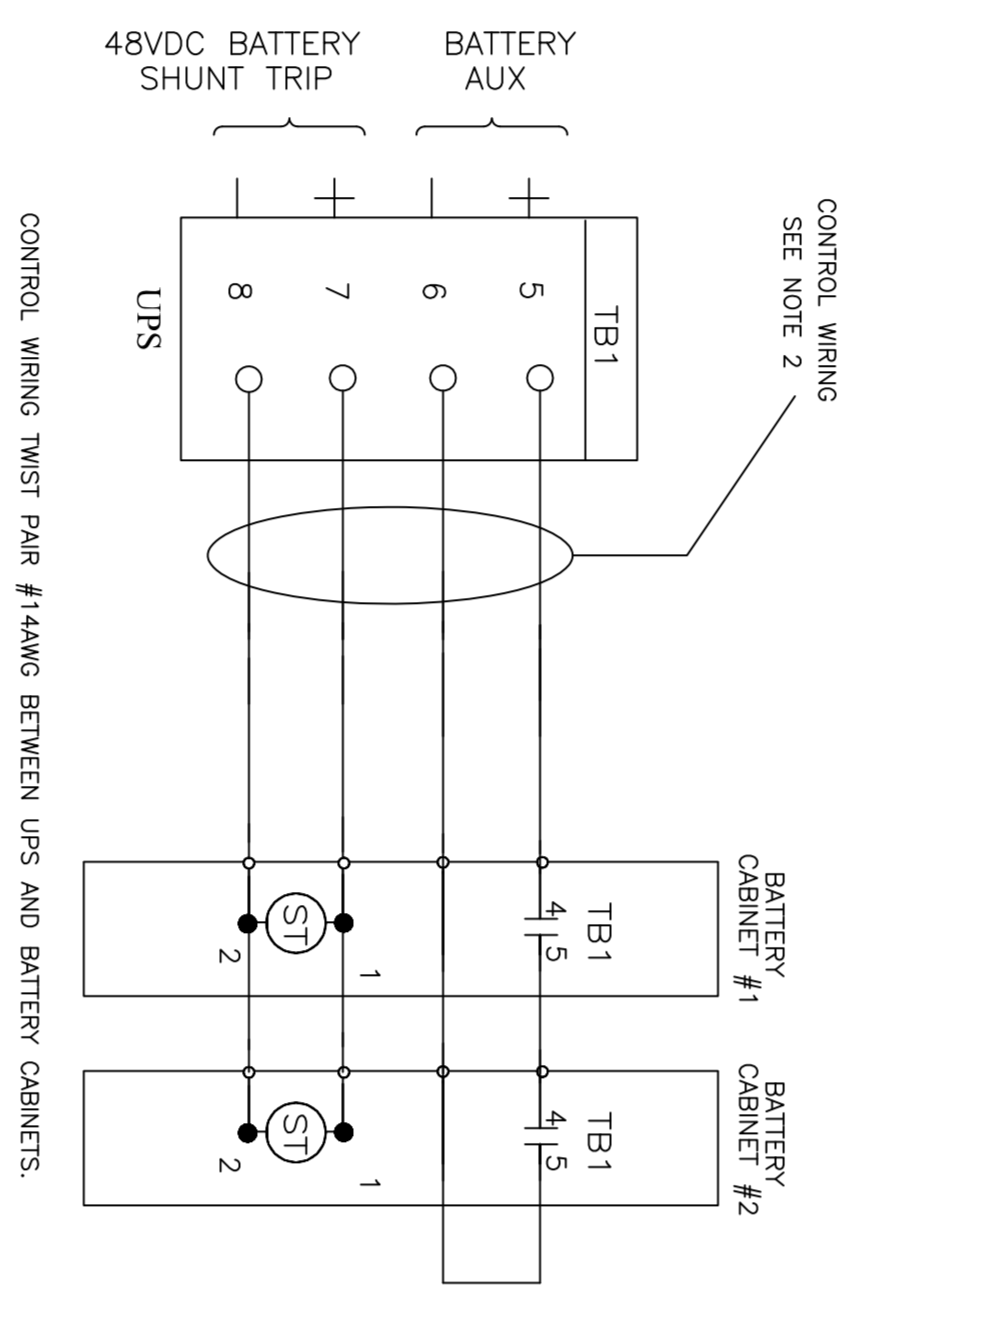 48VDC BATTERY
SHUNT TRIP
BATTERY
AUX
CONTROL WIRING
SEE NOTE 2
TB1
5
6
7
8
UPS
BATTERY
CABINET #1
TB1
4
5
ST
1
2
BATTERY
CABINET #2
TB1
4
5
ST
1
2
CONTROL WIRING TWIST PAIR #14AWG BETWEEN UPS AND BATTERY CABINETS.